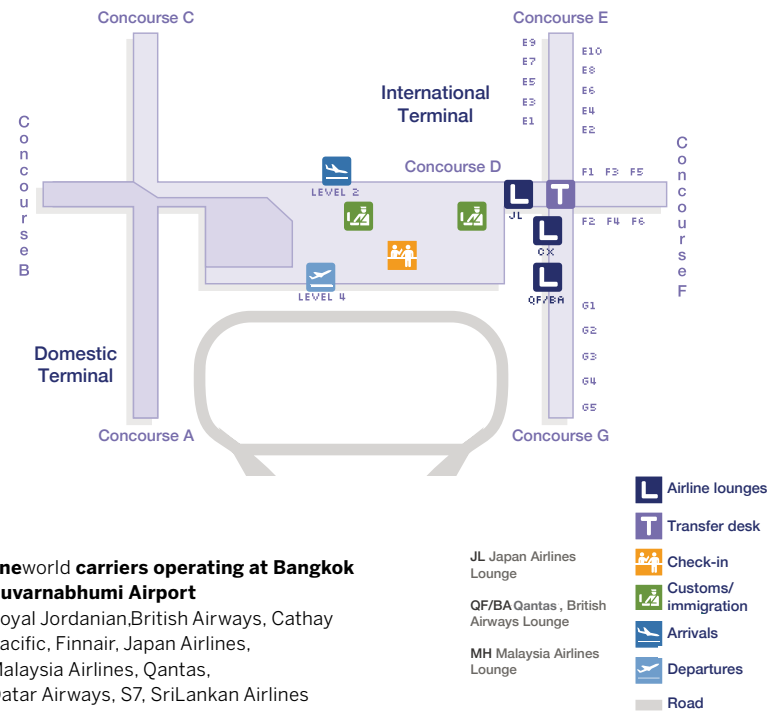 Concourse C
Concourse E
E9
E7
E5
E3
E1
E10
E8
E6
E4
E2
International
Terminal
Concourse B
Concourse D
Concourse F
F1 F3 F5
LEVEL 2
L
T
JL
F2 F4 F6
L
CX
L
QF/BA
LEVEL 4
G1
G2
G3
G4
G5
Domestic
Terminal
Concourse A
Concourse G
L Airline lounges
T Transfer desk
Check-in
Customs/
immigration
Arrivals
Departures
Road
neworld carriers operating at Bangkok
uvarnabhumi Airport
oyal Jordanian,British Airways, Cathay
acific, Finnair, Japan Airlines,
alaysia Airlines, Qantas,
atar Airways, S7, SriLankan Airlines
JL Japan Airlines
Lounge
QF/BA Qantas , British
Airways Lounge
MH Malaysia Airlines
Lounge